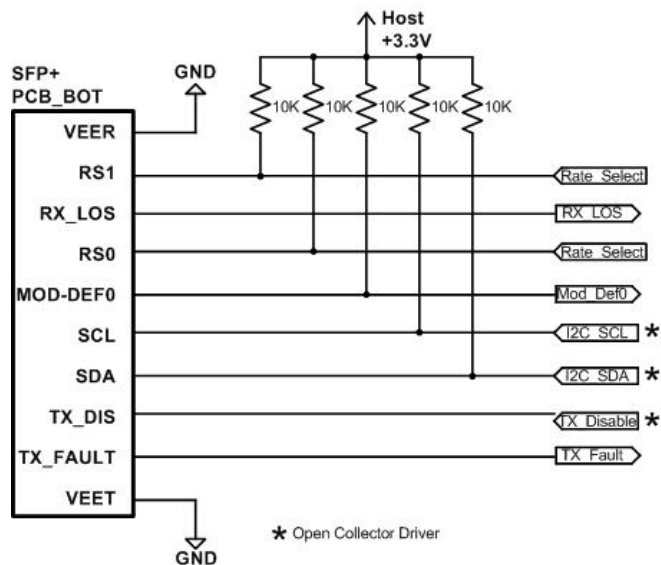 Host
+3.3V
SFP+
PCB_BOT
GND
10K
10K
10K
10K
10K
VEER
RS1
Rate_Select
RX_LOS
RX_LOS
RS0
Rate_Select
MOD-DEF0
Mod_Def0
SCL
I2C_SCL *
SDA
I2C_SDA *
TX_DIS
TX_Disable *
TX_FAULT
TX_Fault
VEET
* Open Collector Driver
GND